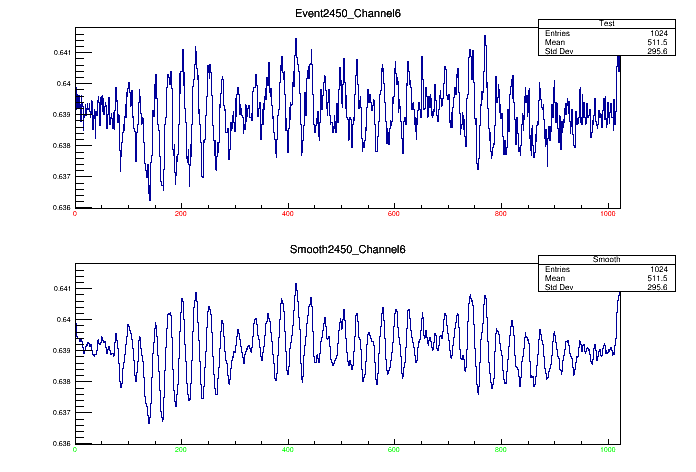 Event2450_Channel6
Test
Entries 1024
Mean 511.5
Std Dev 295.6
0.641
0.64
0.639
0.638
0.637
0.636
0 200 400 600 800 1000
Smooth2450_Channel6
Smooth
Entries 1024
Mean 511.5
Std Dev 295.6
0.641
0.64
0.639
0.638
0.637
0.636
0 200 400 600 800 1000